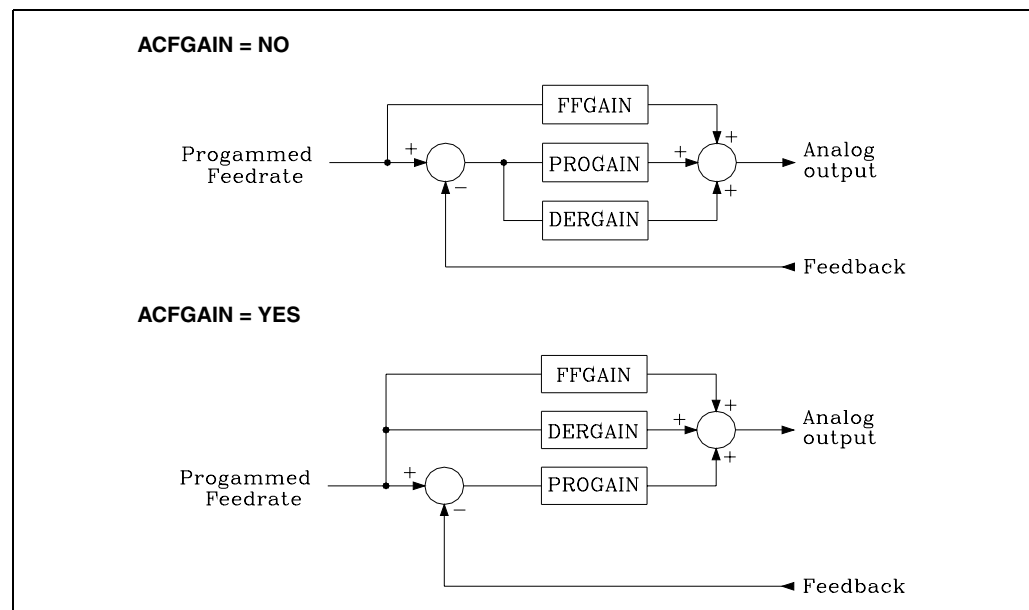 ACFGAIN = NO
FFGAIN
Progammed
Feedrate
+
−
PROGAIN
DERGAIN
+
+
+
Analog
output
Feedback
ACFGAIN = YES
FFGAIN
DERGAIN
Progammed
Feedrate
+
−
PROGAIN
+
+
+
Analog
output
Feedback